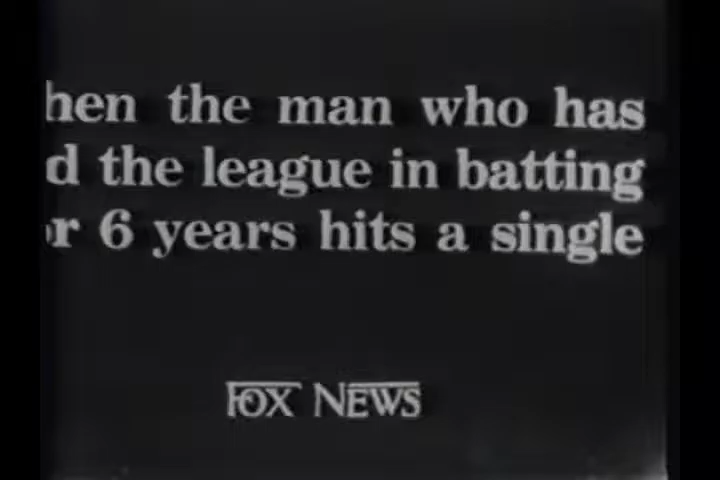 hen the man who has
d the league in batting
r 6 years hits a single
FOX NEWS